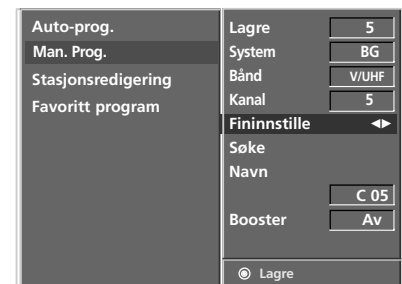 Auto-prog.
Man. Prog.
Stasjonsredigering
Favoritt program
Lagre 5
System BG
Bånd V/UHF
Kanal 5
Fininnstille ◀▶
Søke
Navn
C 05
Booster Av
Lagre